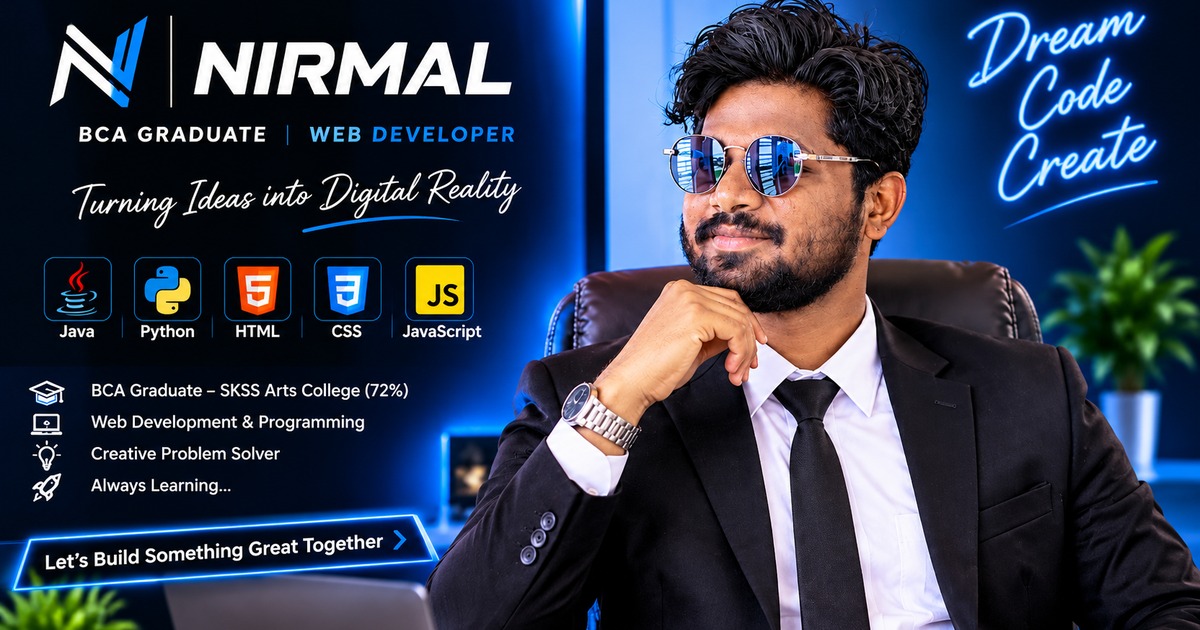 NIRMAL
BCA GRADUATE | WEB DEVELOPER
Turning Ideas into Digital Reality
Java
Python
HTML
CSS
JS
JavaScript
BCA Graduate – SKSS Arts College (72%)
Web Development & Programming
Creative Problem Solver
Always Learning...
Let's Build Something Great Together
Dream
Code
Create